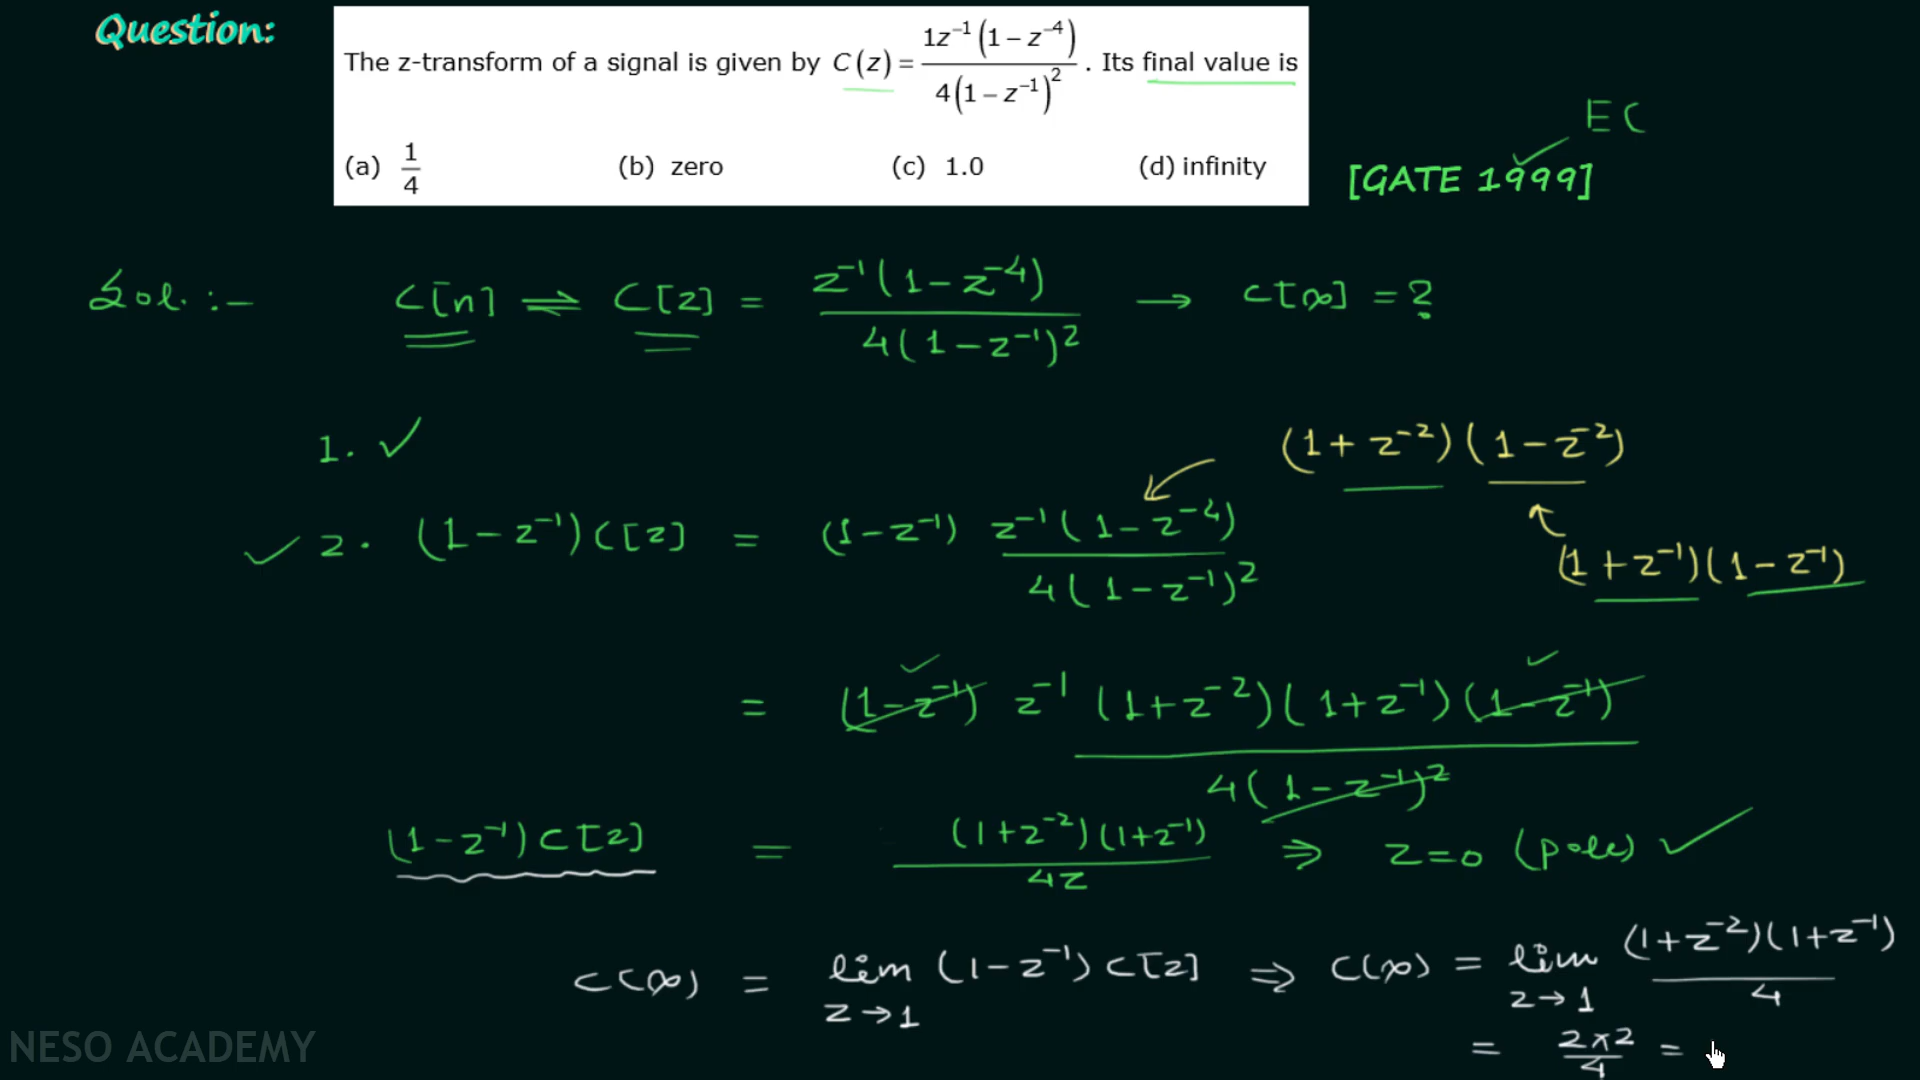 Question:
The z-transform of a signal is given by C(z) = 1z⁻¹(1 − z⁻⁴) / 4(1 − z⁻¹)². Its final value is
(a) 1/4 (b) zero (c) 1.0 (d) infinity
EC
[GATE 1999]
Sol. :- C[n] ⇌ C[z] = z⁻¹(1 − z⁻⁴) / 4(1 − z⁻¹)² → C[∞] = ?
1. ✓
(1 + z⁻²)(1 − z⁻²)
✓ 2. (1 − z⁻¹) C[z] = (1 − z⁻¹) z⁻¹(1 − z⁻⁴) / 4(1 − z⁻¹)²
(1 + z⁻¹)(1 − z⁻¹)
= (1 − z⁻¹) z⁻¹ (1 + z⁻²)(1 + z⁻¹)(1 − z⁻¹) / 4(1 − z⁻¹)²
(1 − z⁻¹) C[z] = (1 + z⁻²)(1 + z⁻¹) / 4z ⇒ z = 0 (pole) ✓
C(∞) = lim z→1 (1 − z⁻¹) C[z] ⇒ C(∞) = lim z→1 (1 + z⁻²)(1 + z⁻¹) / 4
= 2×2 / 4 =
NESO ACADEMY